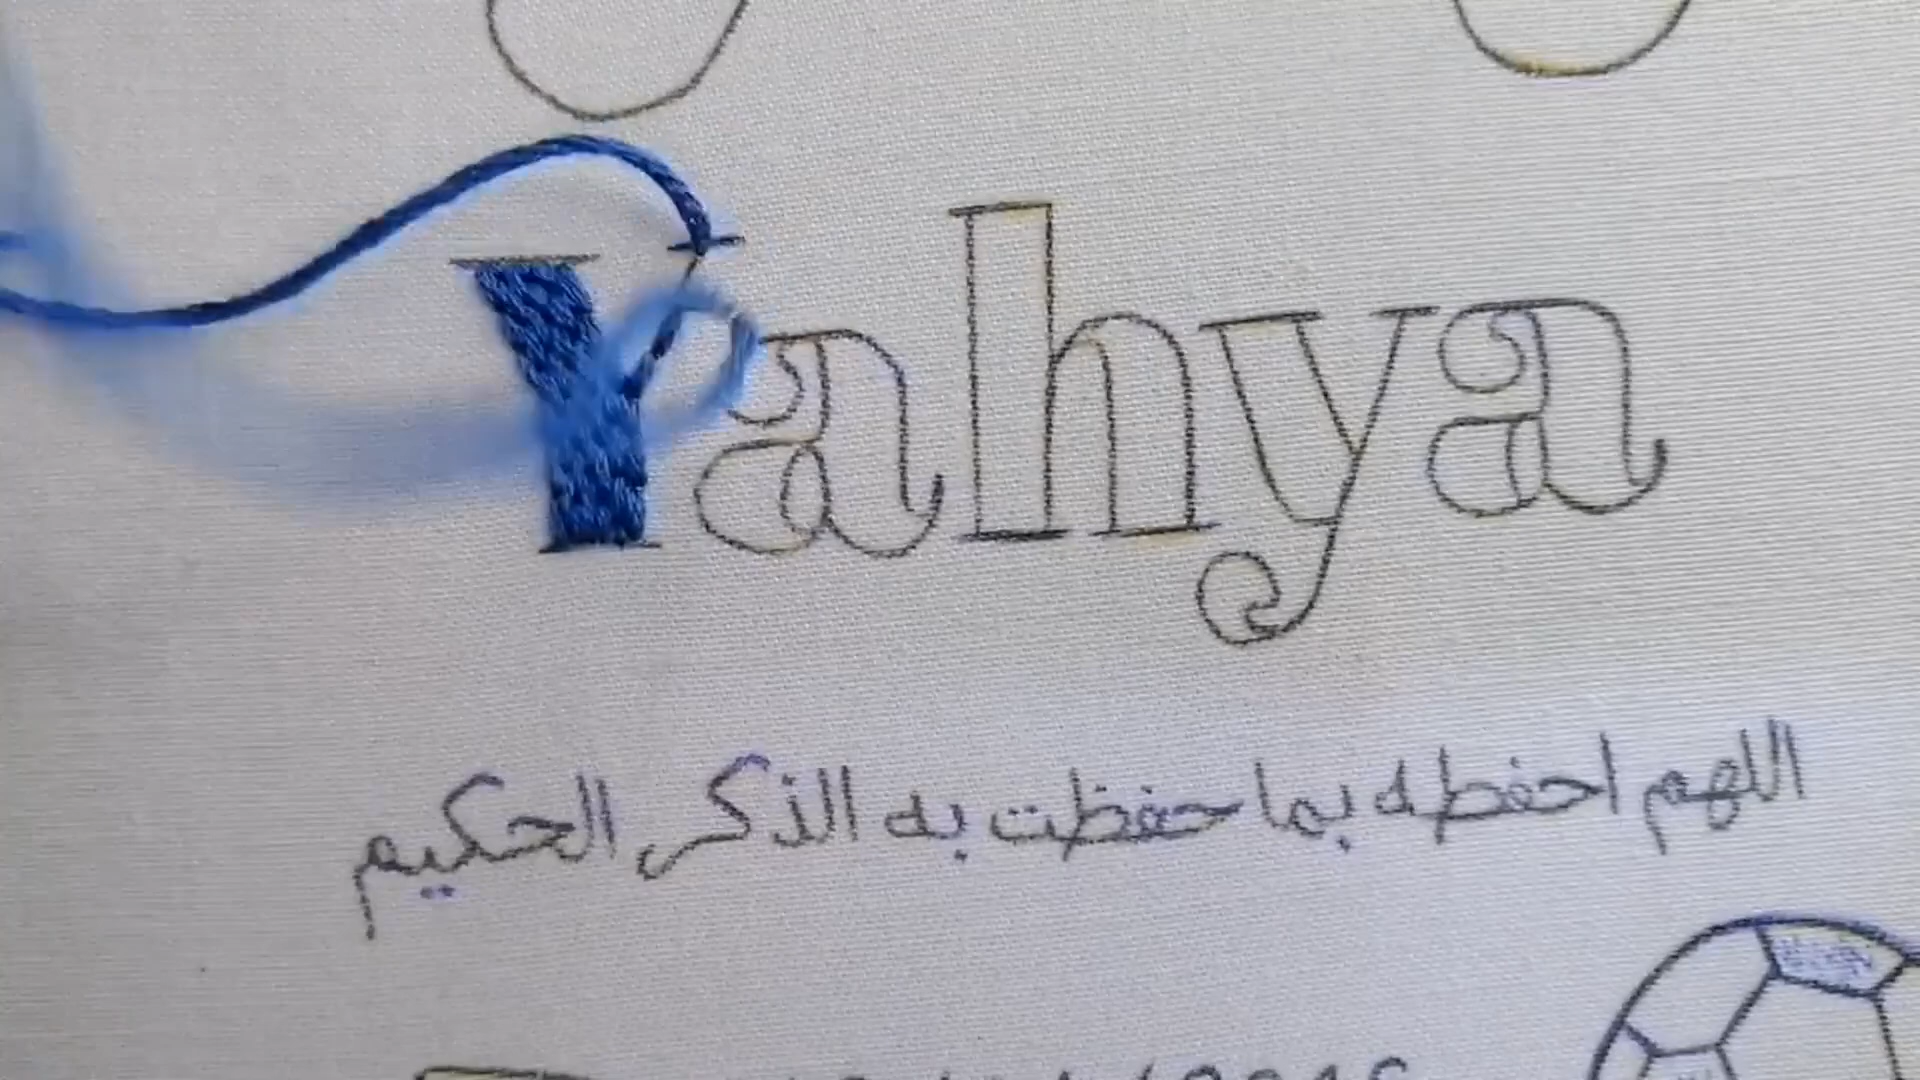 Yahya
اللهم احفظه بما حفظت به الذكر الحكيم